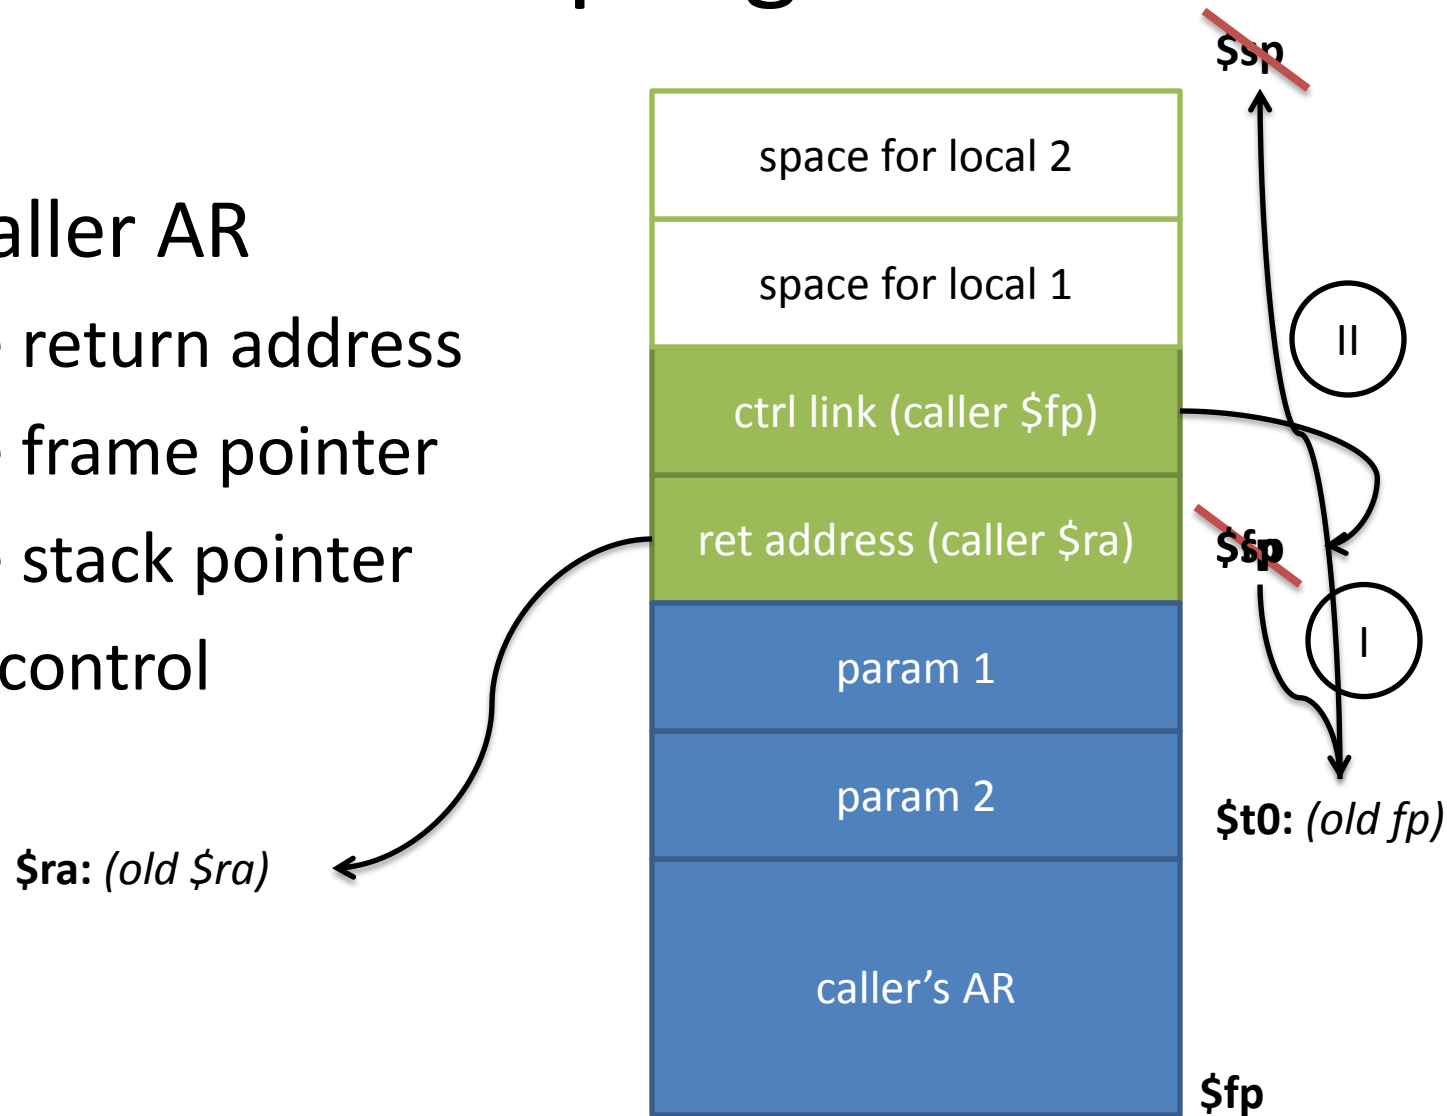 aller AR
return address
frame pointer
stack pointer
control
$ra: (old $ra)
space for local 2
space for local 1
ctrl link (caller $fp)
ret address (caller $ra)
param 1
param 2
caller's AR
$sp
II
I
$t0: (old fp)
$fp